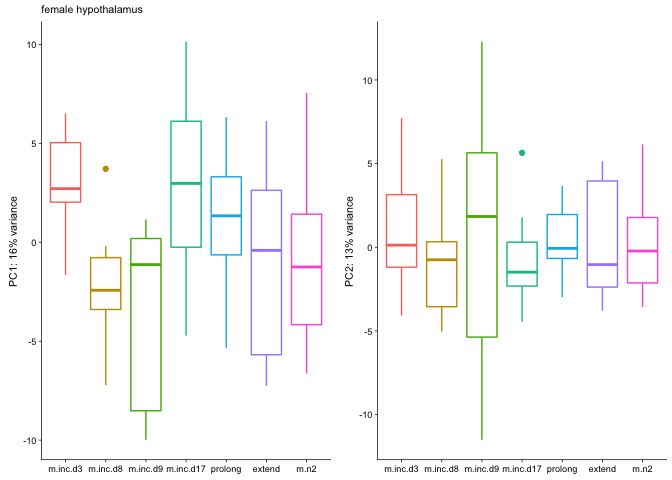 female hypothalamus
PC1: 16% variance
10
5
0
-5
-10
m.inc.d3 m.inc.d8 m.inc.d9 m.inc.d17 prolong extend m.n2
PC2: 13% variance
10
5
0
-5
-10
m.inc.d3 m.inc.d8 m.inc.d9 m.inc.d17 prolong extend m.n2